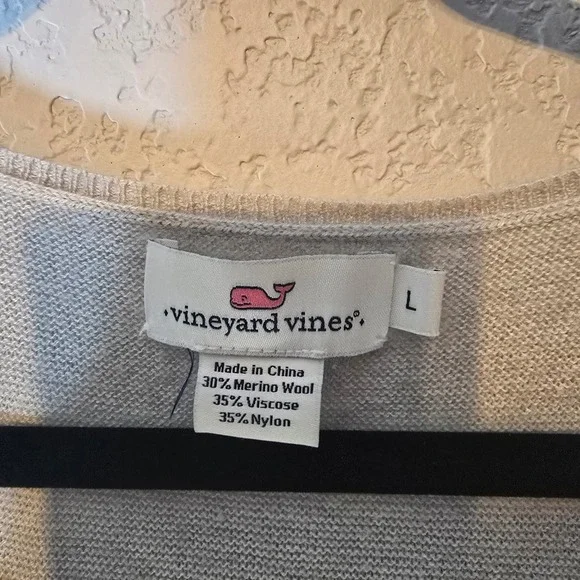 vineyard vines®
L
Made in China
30% Merino Wool
35% Viscose
35% Nylon